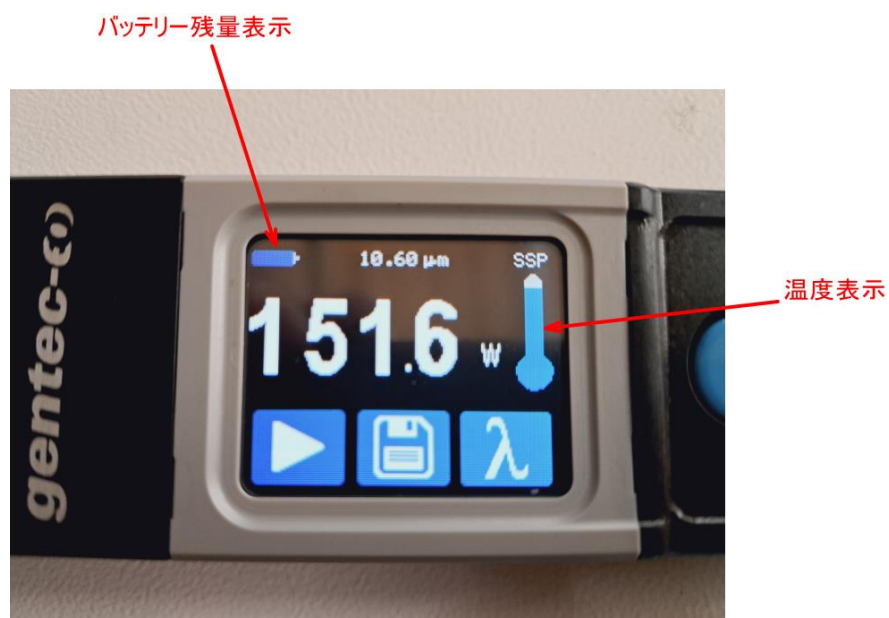 バッテリー残量表示
10.60 μm
SSP
151.6 W
温度表示
λ
gentec-EO